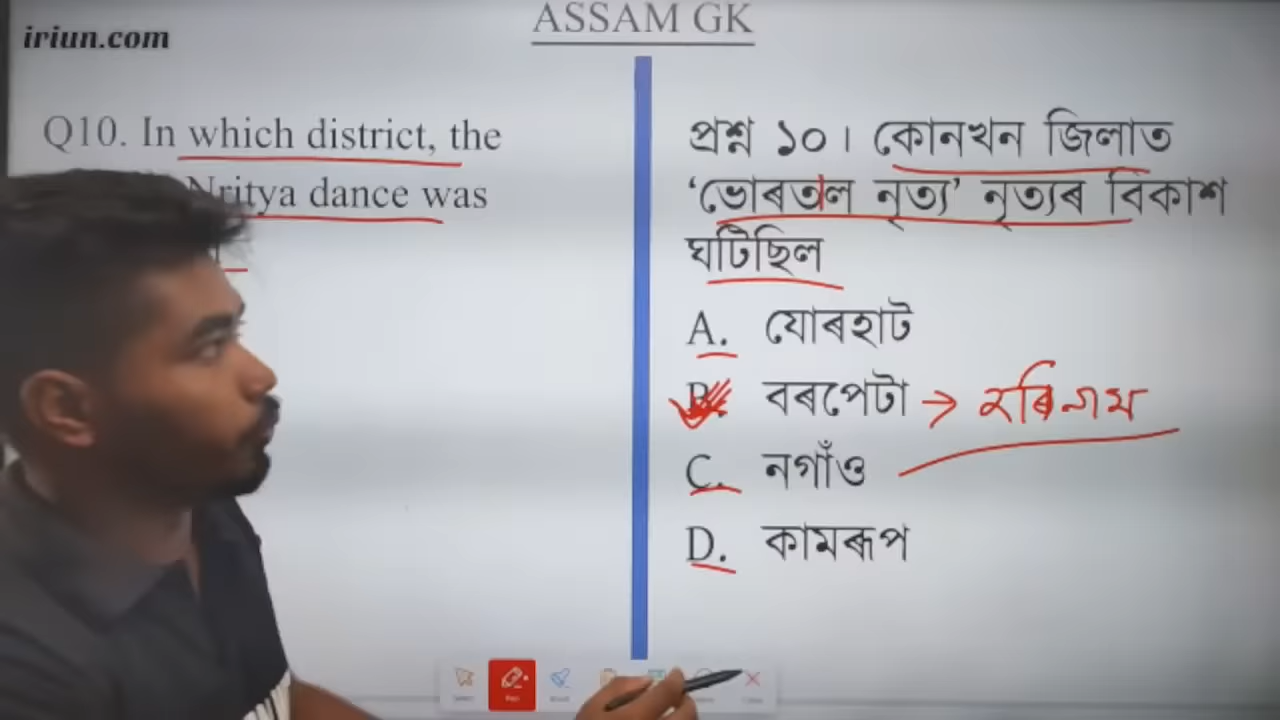 iriun.com
ASSAM GK
Q10. In which district, the
Nritya dance was
প্ৰশ্ন ১০। কোনখন জিলাত
‘ভোৰতাল নৃত্য’ নৃত্যৰ বিকাশ
ঘটিছিল
A. যোৰহাট
B. বৰপেটা →
C. নগাঁও
D. কামৰূপ